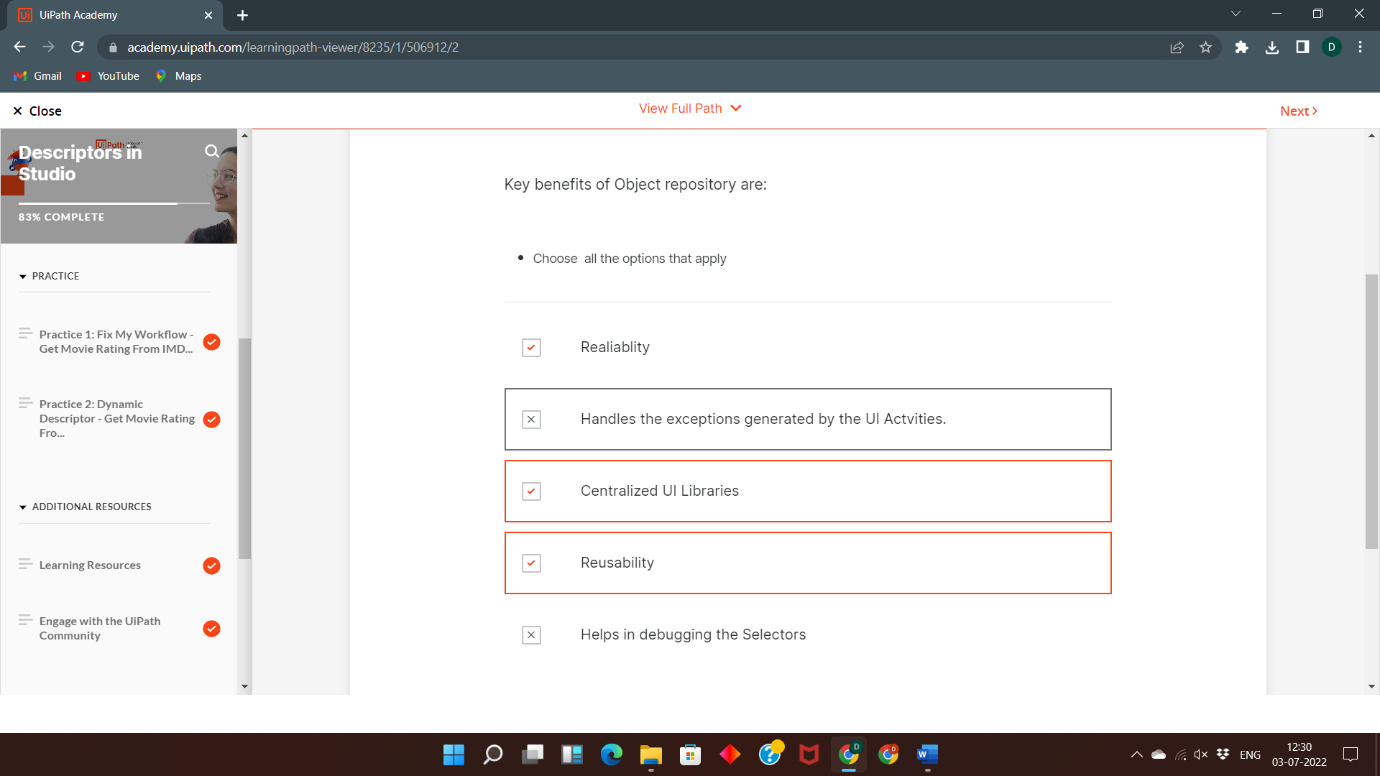 UiPath Academy
academy.uipath.com/learningpath-viewer/8235/1/506912/2
D
Gmail YouTube Maps
Close
View Full Path
Next
UiPath
Descriptors in
Studio
83% COMPLETE
PRACTICE
Practice 1: Fix My Workflow -
Get Movie Rating From IMD...
Practice 2: Dynamic
Descriptor - Get Movie Rating
Fro...
ADDITIONAL RESOURCES
Learning Resources
Engage with the UiPath
Community
Key benefits of Object repository are:
Choose all the options that apply
Realiablity
Handles the exceptions generated by the UI Actvities.
Centralized UI Libraries
Reusability
Helps in debugging the Selectors
ENG
12:30
03-07-2022